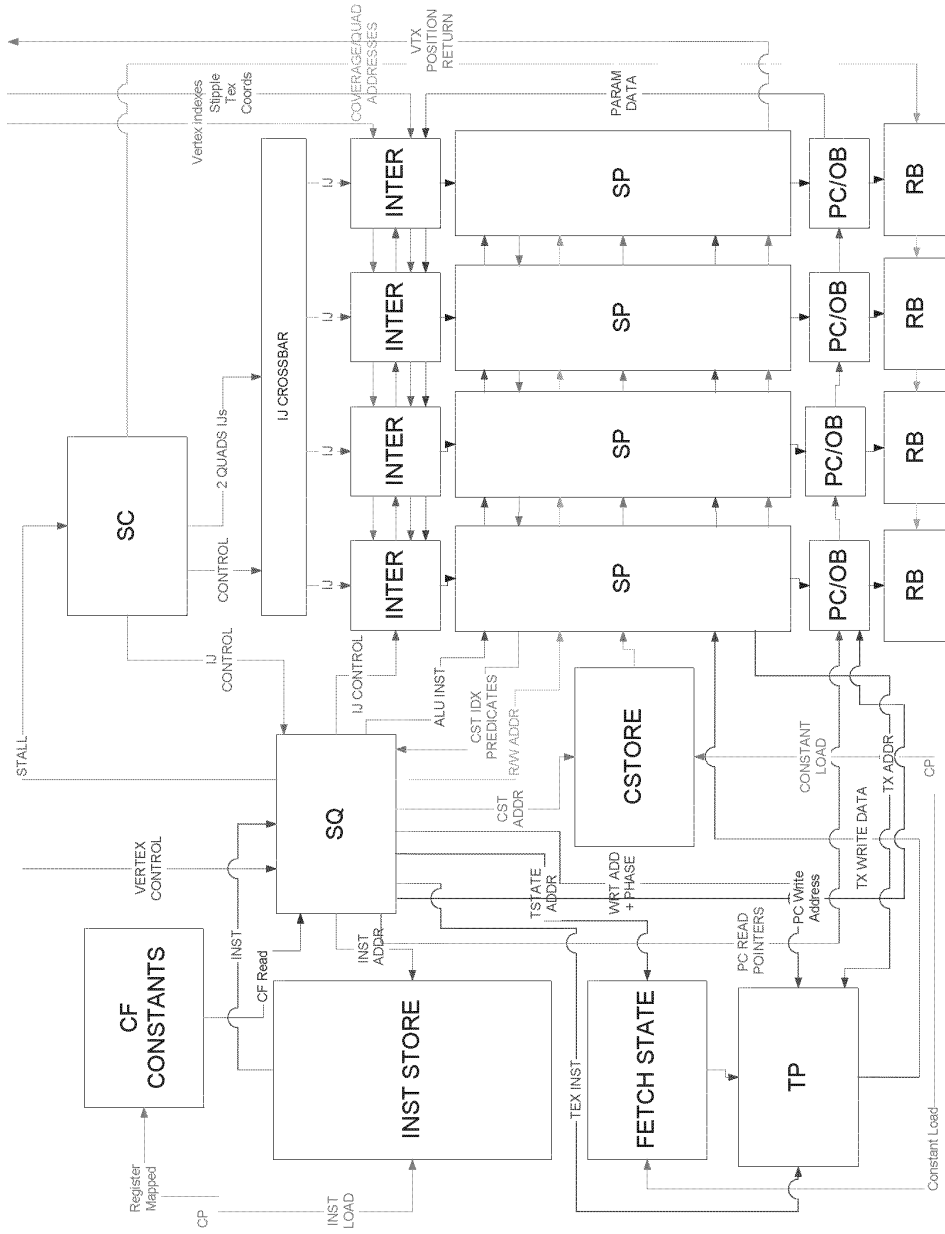 STALL
SC
Register
Mapped
CF
CONSTANTS
VERTEX
CONTROL
CP
IJ
CONTROL
CONTROL
2 QUADS IJs
Vertex Indexes
Stipple
Tex
Coords
INST
CF Read
IJ CROSSBAR
INST
LOAD
SQ
IJ
IJ
IJ
IJ
INST
ADDR
IJ CONTROL
COVERAGE/QUAD
ADDRESSES
INST STORE
INTER
INTER
INTER
INTER
VTX
POSITION
RETURN
ALU INST
CST IDX
PREDICATES
R/W ADDR
CST
ADDR
TSTATE
ADDR
TEX INST
WRT ADD
+ PHASE
FETCH STATE
CSTORE
SP
SP
SP
SP
PARAM
DATA
PC READ
POINTERS
TP
PC Write
Address
CONSTANT
LOAD
PC/OB
PC/OB
PC/OB
PC/OB
TX WRITE DATA
TX ADDR
RB
RB
RB
RB
Constant Load
CP